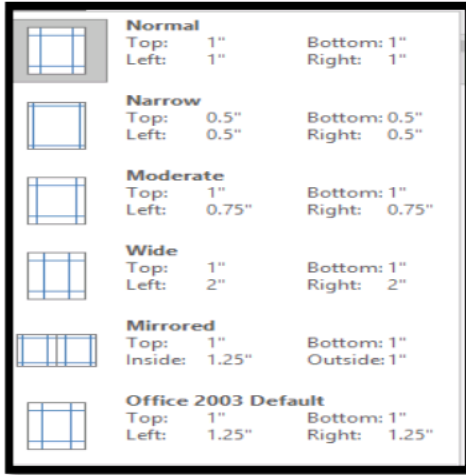 Normal
Top: 1" Bottom: 1"
Left: 1" Right: 1"
Narrow
Top: 0.5" Bottom: 0.5"
Left: 0.5" Right: 0.5"
Moderate
Top: 1" Bottom: 1"
Left: 0.75" Right: 0.75"
Wide
Top: 1" Bottom: 1"
Left: 2" Right: 2"
Mirrored
Top: 1" Bottom: 1"
Inside: 1.25" Outside: 1"
Office 2003 Default
Top: 1" Bottom: 1"
Left: 1.25" Right: 1.25"